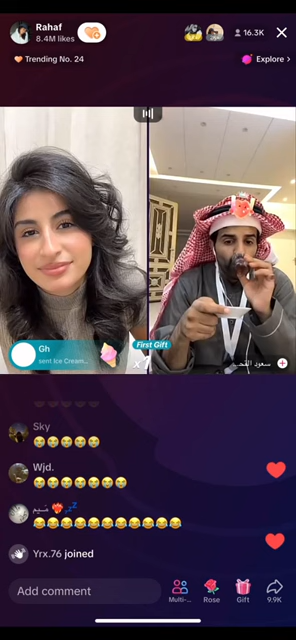 Rahaf
8.4M likes
16.3K
Trending No. 24
Explore >
Gh
sent Ice Cream...
First Gift
x1
Sky
😭😭😭😭😭
Wjd.
😭😭😭😭😭😭😭
😂😂😂😂😂😂😂😂😂😂😂
Yrx.76 joined
Add comment
Multi-...
Rose
Gift
9.9K